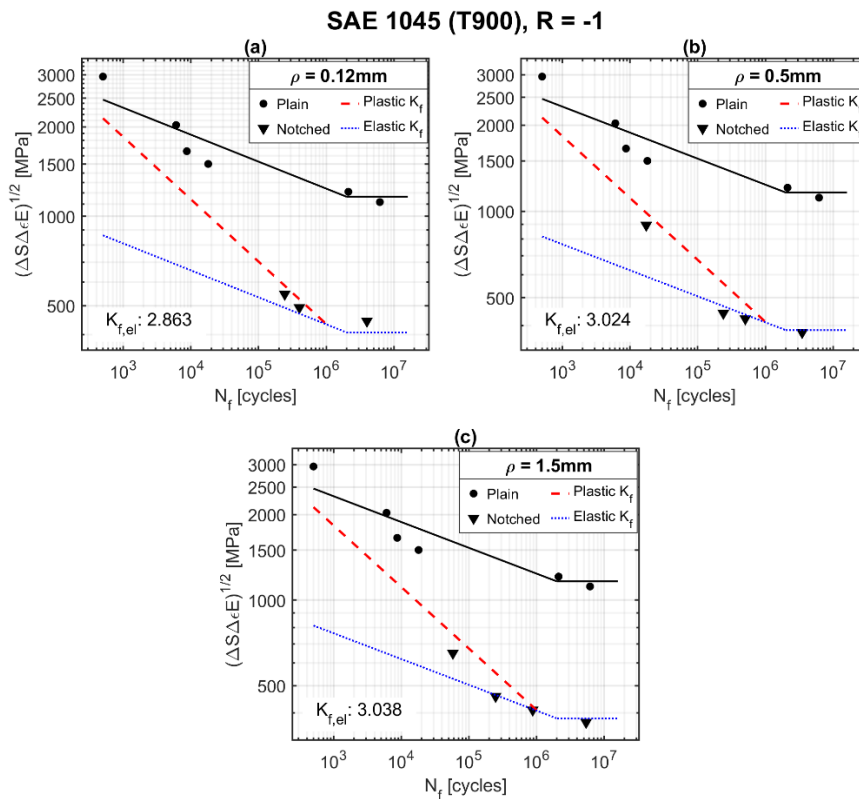 SAE 1045 (T900), R = -1
(a)
ρ = 0.12mm
Plain
Plastic K_f
Notched
Elastic K_f
3000
2500
2000
1500
1000
500
(ΔSΔϵE)^{1/2} [MPa]
K_{f,el}: 2.863
10^3
10^4
10^5
10^6
10^7
N_f [cycles]
(b)
ρ = 0.5mm
Plain
Plastic K_f
Notched
Elastic K_f
3000
2500
2000
1500
1000
500
(ΔSΔϵE)^{1/2} [MPa]
K_{f,el}: 3.024
10^3
10^4
10^5
10^6
10^7
N_f [cycles]
(c)
ρ = 1.5mm
Plain
Plastic K_f
Notched
Elastic K_f
3000
2500
2000
1500
1000
500
(ΔSΔϵE)^{1/2} [MPa]
K_{f,el}: 3.038
10^3
10^4
10^5
10^6
10^7
N_f [cycles]